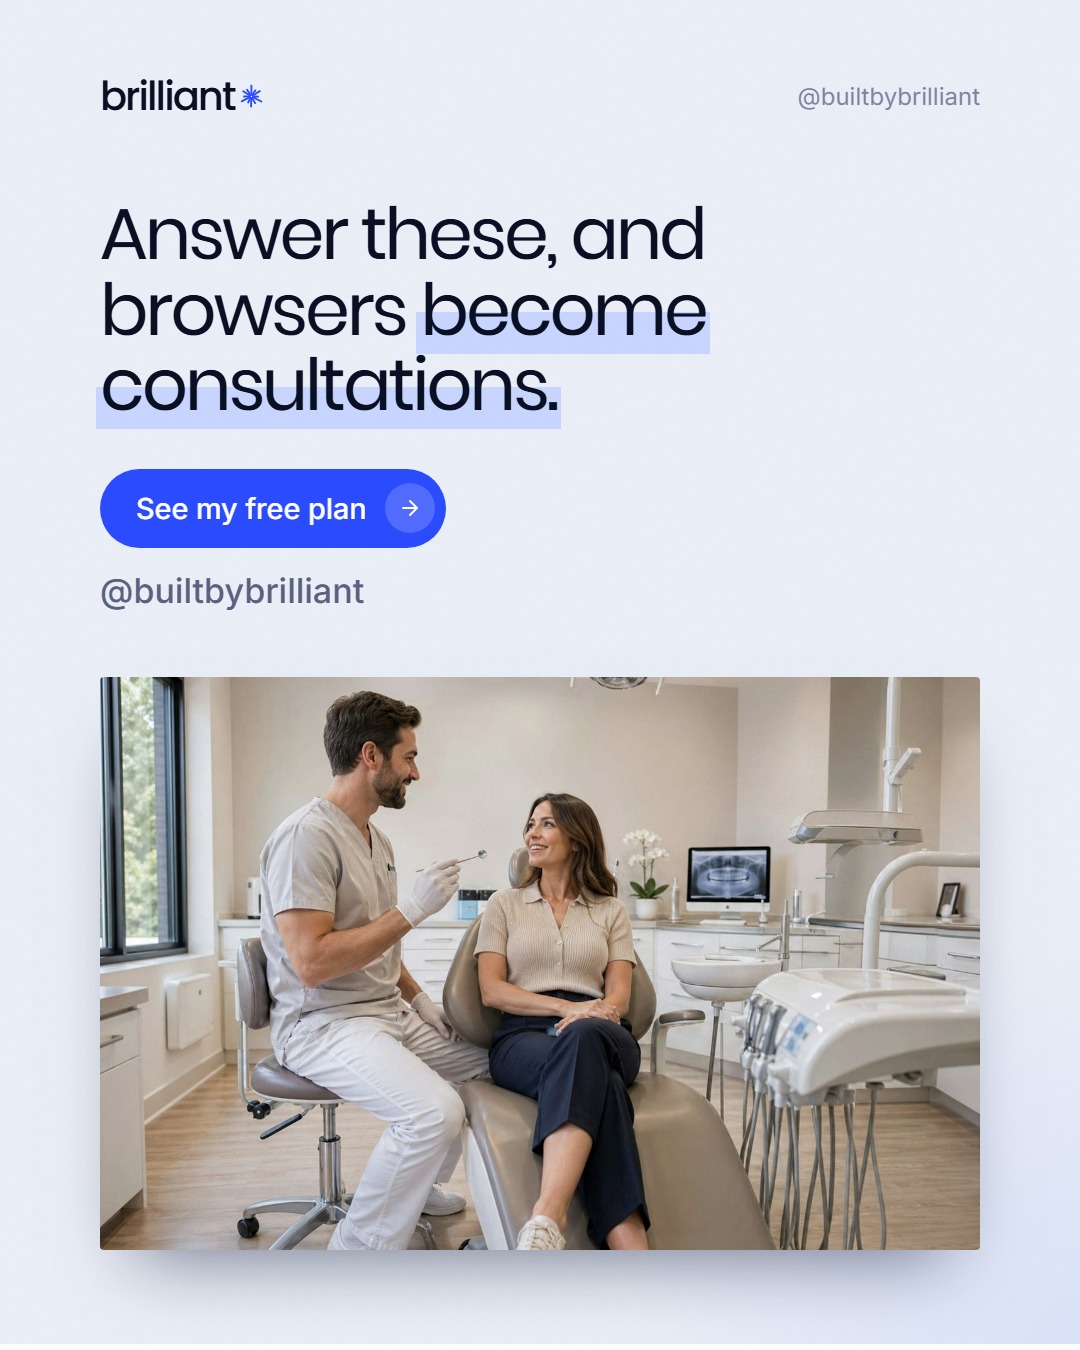 brilliant
@builtbybrilliant
Answer these, and
browsers become
consultations.
See my free plan
@builtbybrilliant